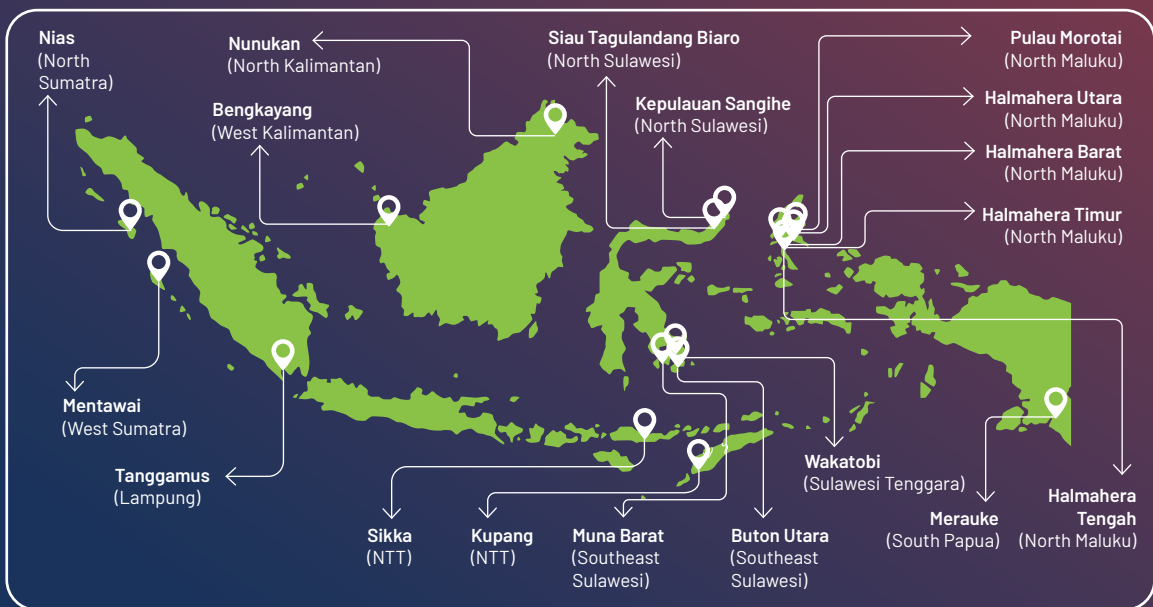 Nias
(North
Sumatra)
Nunukan
(North Kalimantan)
Bengkayang
(West Kalimantan)
Siau Tagulandang Biaro
(North Sulawesi)
Kepulauan Sangihe
(North Sulawesi)
Pulau Morotai
(North Maluku)
Halmahera Utara
(North Maluku)
Halmahera Barat
(North Maluku)
Halmahera Timur
(North Maluku)
Mentawai
(West Sumatra)
Tanggamus
(Lampung)
Sikka
(NTT)
Kupang
(NTT)
Muna Barat
(Southeast
Sulawesi)
Buton Utara
(Southeast
Sulawesi)
Wakatobi
(Sulawesi Tenggara)
Merauke
(South Papua)
Halmahera
Tengah
(North Maluku)